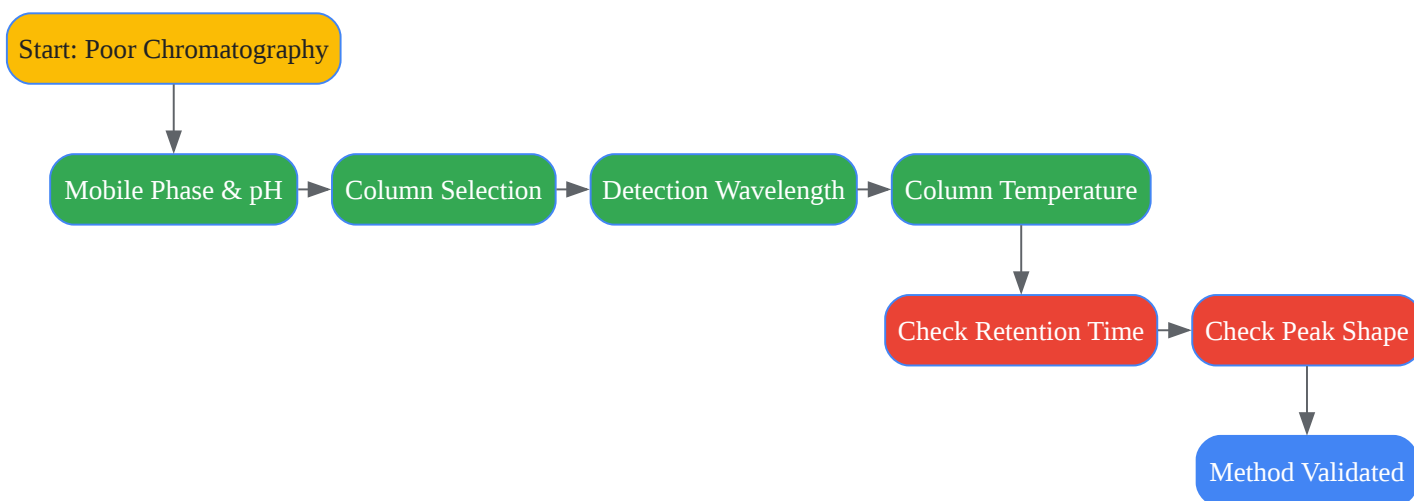 Start: Poor Chromatography
Mobile Phase & pH
Column Selection
Detection Wavelength
Column Temperature
Check Retention Time
Check Peak Shape
Method Validated